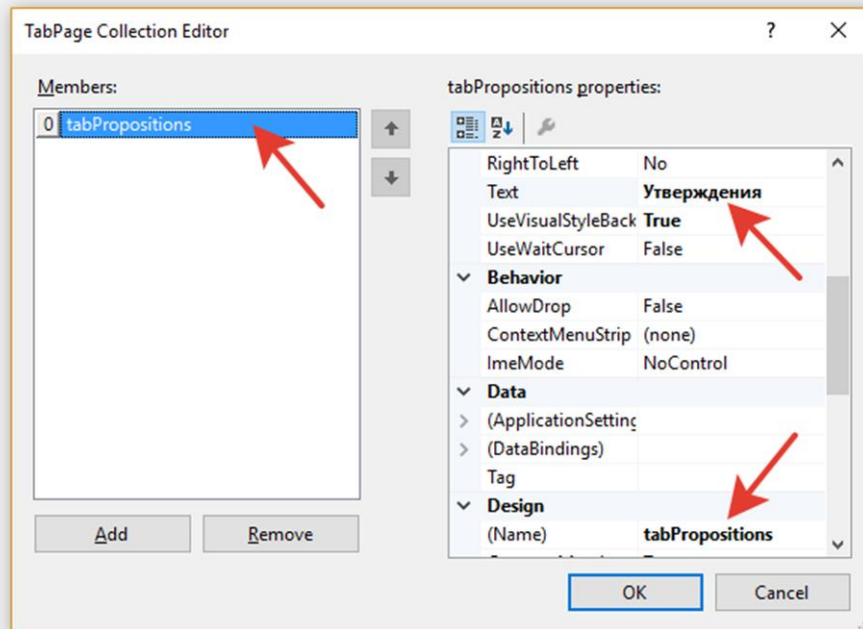 TabPage Collection Editor
?
Members:
0 tabPropositions
Add
Remove
tabPropositions properties:
RightToLeft No
Text Утверждения
UseVisualStyleBack True
UseWaitCursor False
Behavior
AllowDrop False
ContextMenuStrip (none)
ImeMode NoControl
Data
(ApplicationSetting
(DataBindings)
Tag
Design
(Name) tabPropositions
OK
Cancel